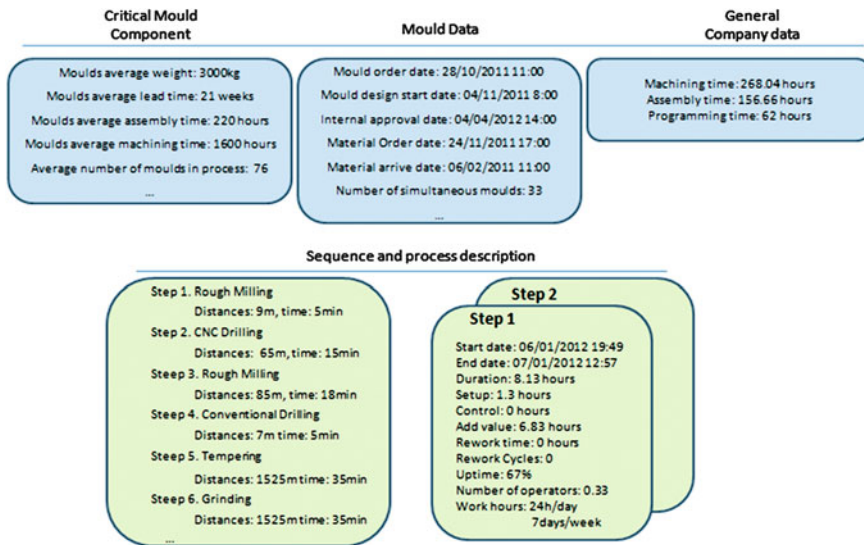 Critical Mould
Component
Moulds average weight: 3000kg
Moulds average lead time: 21 weeks
Moulds average assembly time: 220 hours
Moulds average machining time: 1600 hours
Average number of moulds in process: 76
...
Mould Data
Mould order date: 28/10/2011 11:00
Mould design start date: 04/11/2011 8:00
Internal approval date: 04/04/2012 14:00
Material Order date: 24/11/2011 17:00
Material arrive date: 06/02/2011 11:00
Number of simultaneous moulds: 33
...
General
Company data
Machining time: 268.04 hours
Assembly time: 156.66 hours
Programming time: 62 hours
Sequence and process description
Step 1. Rough Milling
Distances: 9m, time: 5min
Step 2. CNC Drilling
Distances: 65m, time: 15min
Steep 3. Rough Milling
Distances: 85m, time: 18min
Steep 4. Conventional Drilling
Distances: 7m time: 5min
Steep 5. Tempering
Distances: 1525m time: 35min
Steep 6. Grinding
Distances: 1525m time: 35min
...
Step 2
Step 1
Start date: 06/01/2012 19:49
End date: 07/01/2012 12:57
Duration: 8.13 hours
Setup: 1.3 hours
Control: 0 hours
Add value: 6.83 hours
Rework time: 0 hours
Rework Cycles: 0
Uptime: 67%
Number of operators: 0.33
Work hours: 24h/day
7days/week